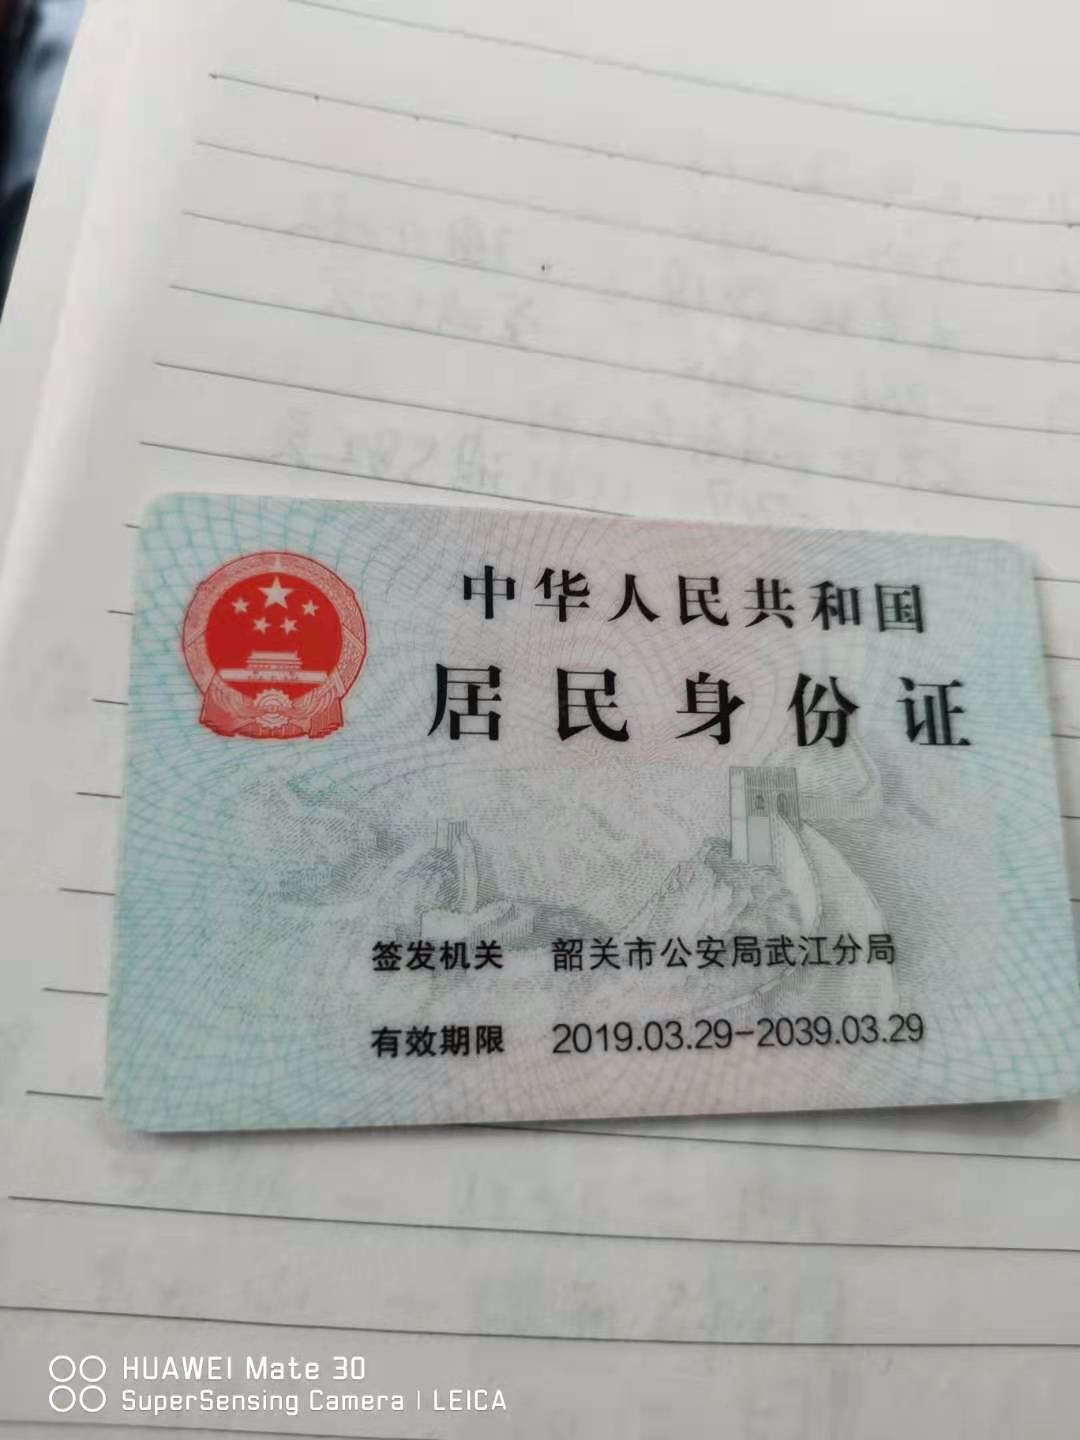 中华人民共和国
居民身份证
签发机关 韶关市公安局武江分局
有效期限 2019.03.29-2039.03.29
HUAWEI Mate 30
SuperSensing Camera | LEICA